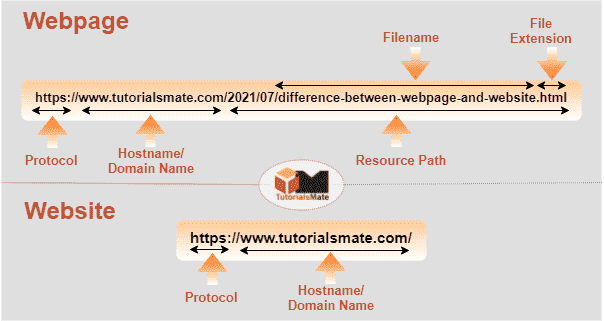 Webpage
Filename
File
Extension
https://www.tutorialsmate.com/2021/07/difference-between-webpage-and-website.html
Protocol
Hostname/
Domain Name
Resource Path
TM
TutorialsMate
Website
https://www.tutorialsmate.com/
Protocol
Hostname/
Domain Name